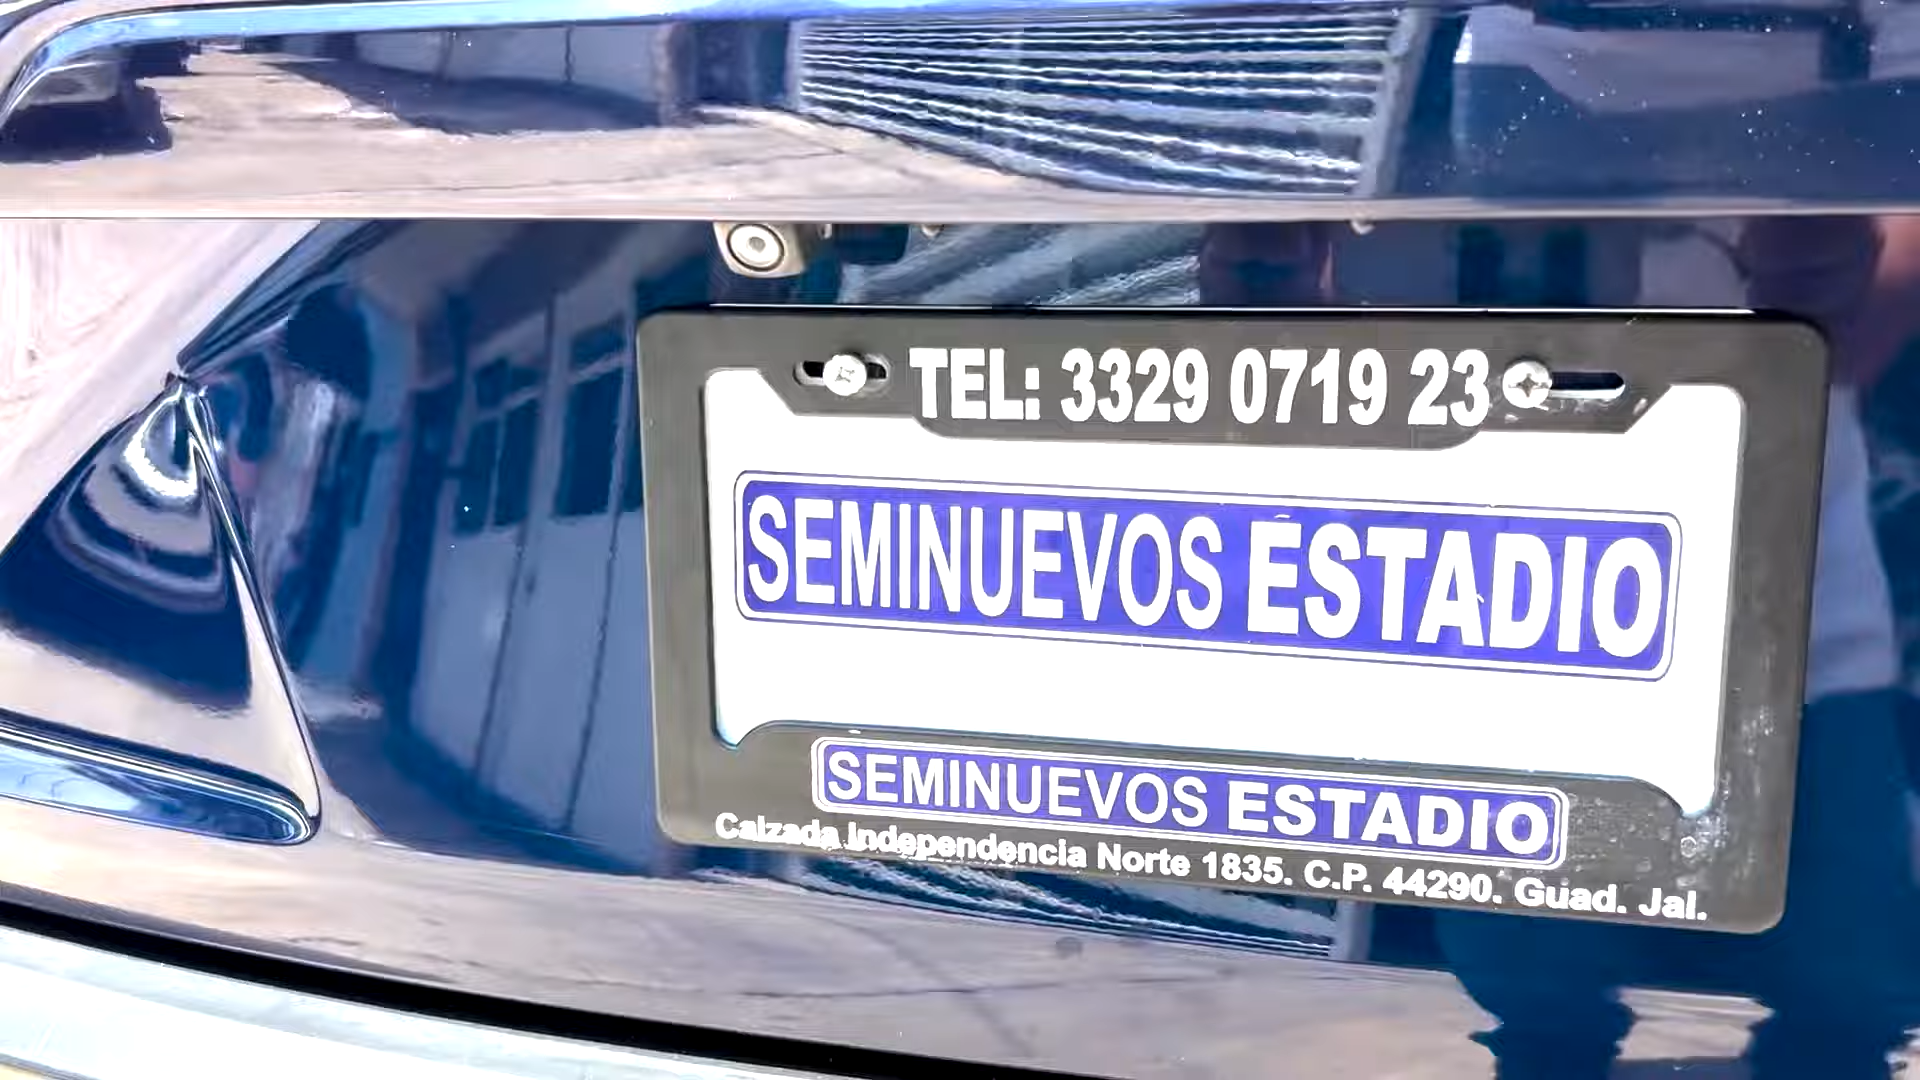 TEL: 3329 0719 23
SEMINUEVOS ESTADIO
SEMINUEVOS ESTADIO
Calzada Independencia Norte 1835. C.P. 44290. Guad. Jal.